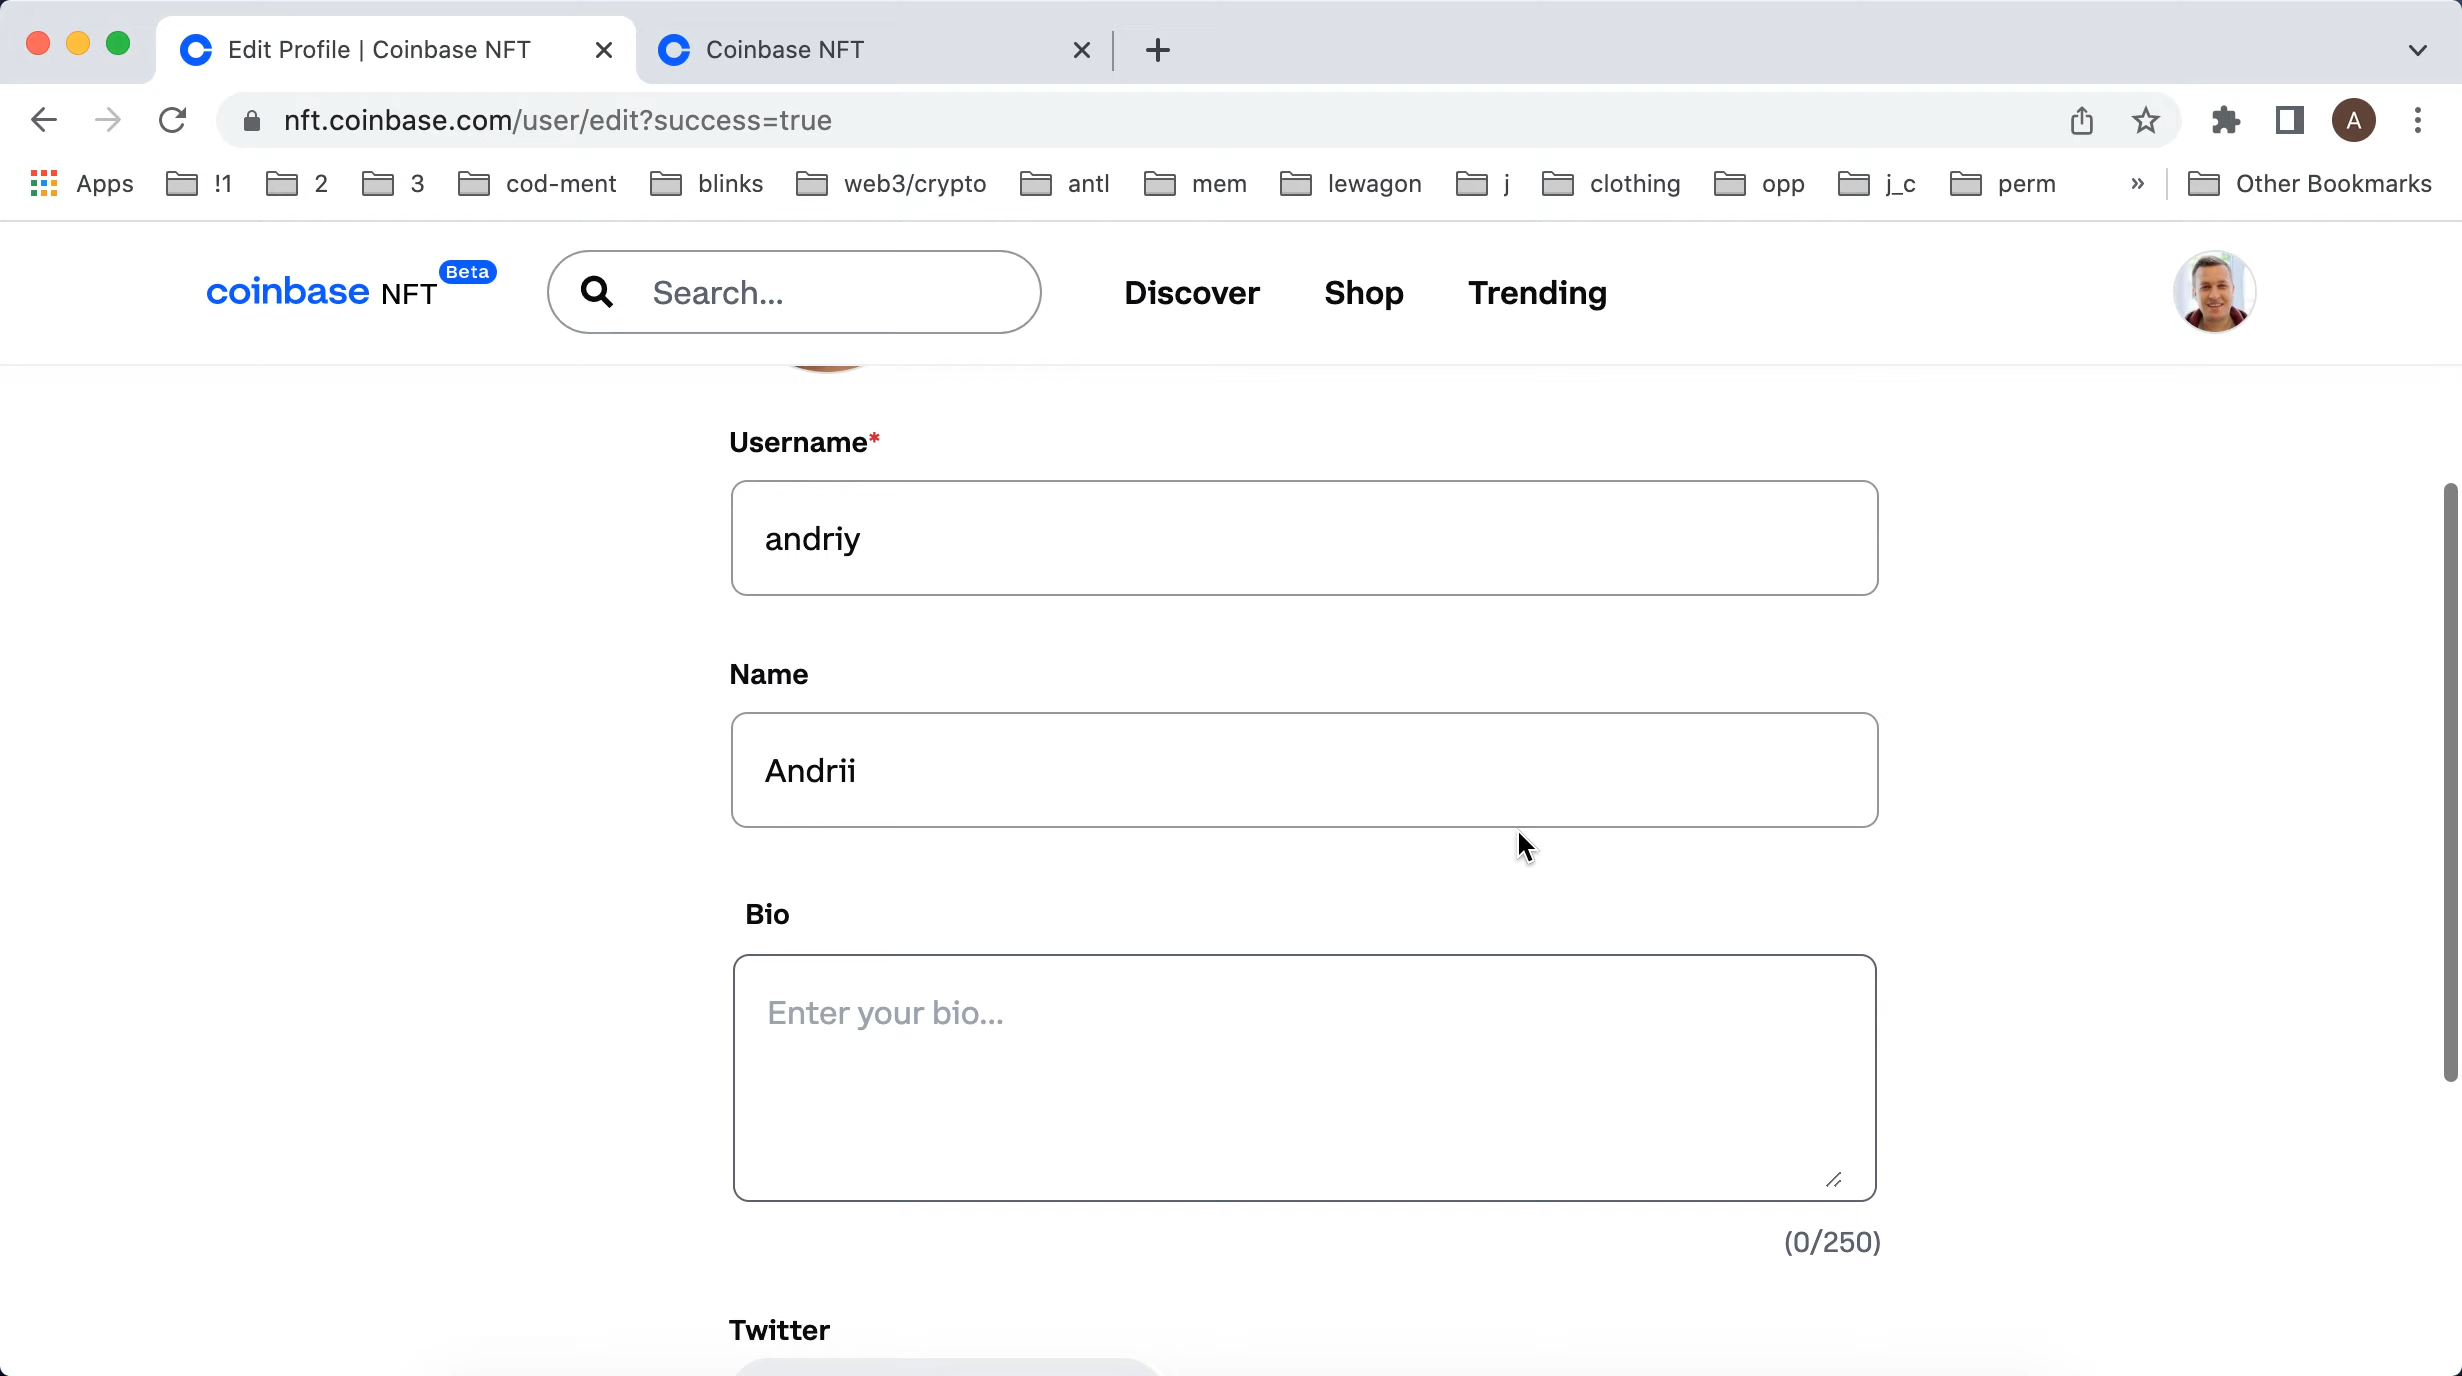 Edit Profile | Coinbase NFT
Coinbase NFT
nft.coinbase.com/user/edit?success=true
A
Apps !1 2 3 cod-ment blinks web3/crypto antl mem lewagon j clothing opp j_c perm » Other Bookmarks
coinbase NFT Beta
Search...
Discover Shop Trending
Username*
andriy
Name
Andrii
Bio
Enter your bio...
(0/250)
Twitter